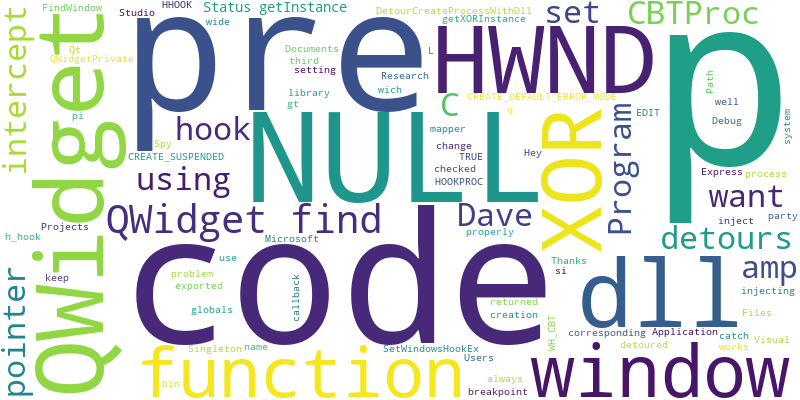 FindWindow
Studio
HHOOK
wide
Status getInstance
DetourCreateProcessWithDll
getXORInstance
set
CBTProc
intercept
QWidget
Qt
QWidgetPrivate
pre
HWND
p
Documents
third
setting
L
Research
wich
library
gt
C
CREATE_DEFAULT_ERROR_MODE
q
Path
well
Debug
system
pi
hook
Spy
CREATE_SUSPENDED
NULL
mapper
change
TRUE
checked
HOOKPROC
Hey
XOR
Program
EDIT
using
Express
process
want
inject
party
QWidget find
Dave
properly
detours
Projects
h_hook
Microsoft
code
use
problem
exported
globals
callback
keep
pointer
Thanks
si
dll
amp
injecting
returned
creation
Files
corresponding
Application
catch
Visual
detoured
works
WH_CBT
function
Singleton
name
SetWindowsHookEx
Users
bin
always
breakpoint
window